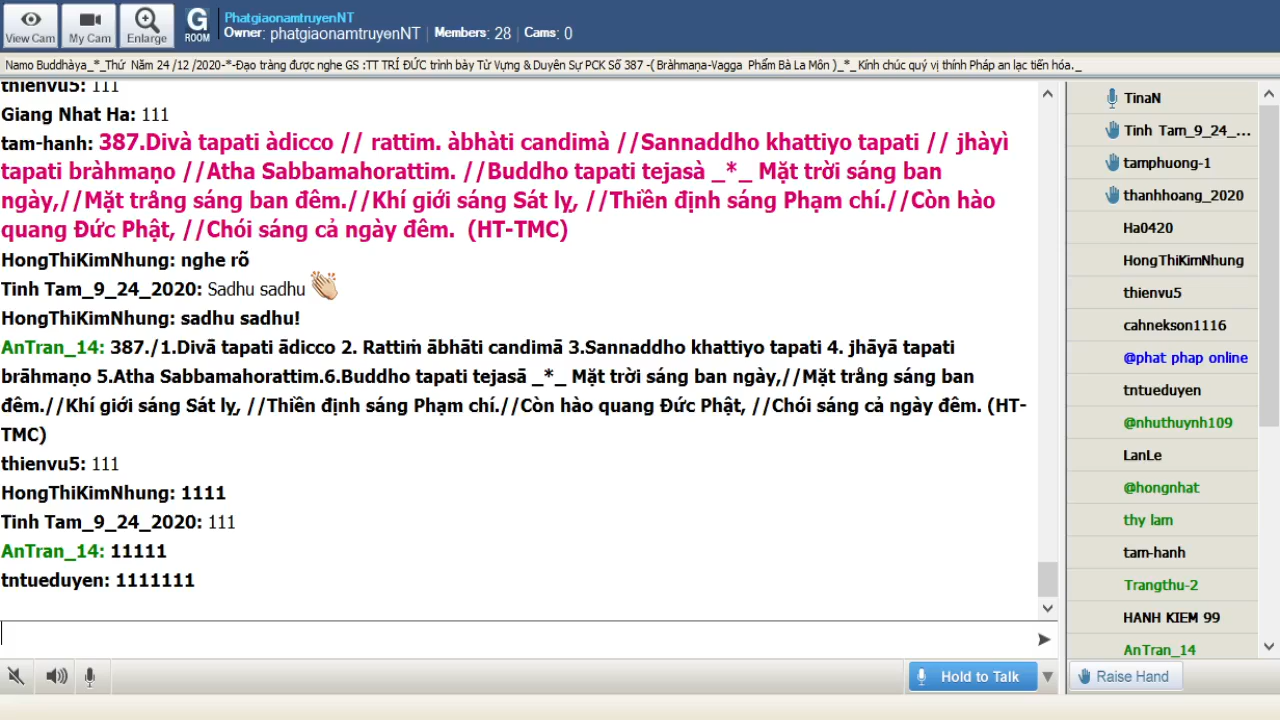 View Cam
My Cam
Enlarge
G
ROOM
PhatgiaonamtruyenNT
Owner: phatgiaonamtruyenNT | Members: 28 | Cams: 0
Namo Buddhàya_*_Thứ Năm 24 /12 /2020-*-Đạo tràng được nghe GS :TT TRÍ ĐỨC trình bày Từ Vựng & Duyên Sự PCK Số 387 -( Bràhmaṇa-Vagga Phẩm Bà La Môn )_*_Kính chúc quý vị thính Pháp an lạc tiến hóa._
thienvu5: 111
Giang Nhat Ha: 111
tam-hanh: 387.Divà tapati àdicco // rattim. àbhàti candimà //Sannaddho khattiyo tapati // jhàyì
tapati bràhmaṇo //Atha Sabbamahorattim. //Buddho tapati tejasà _*_ Mặt trời sáng ban
ngày,//Mặt trăng sáng ban đêm.//Khí giới sáng Sát lỵ, //Thiền định sáng Phạm chí.//Còn hào
quang Đức Phật, //Chói sáng cả ngày đêm. (HT-TMC)
HongThiKimNhung: nghe rõ
Tinh Tam_9_24_2020: Sadhu sadhu
HongThiKimNhung: sadhu sadhu!
AnTran_14: 387./1.Divā tapati ādicco 2. Rattiṁ ābhāti candimā 3.Sannaddho khattiyo tapati 4. jhāyā tapati
brāhmaṇo 5.Atha Sabbamahorattim.6.Buddho tapati tejasā _*_ Mặt trời sáng ban ngày,//Mặt trăng sáng ban
đêm.//Khí giới sáng Sát lỵ, //Thiền định sáng Phạm chí.//Còn hào quang Đức Phật, //Chói sáng cả ngày đêm. (HT-
TMC)
thienvu5: 111
HongThiKimNhung: 1111
Tinh Tam_9_24_2020: 111
AnTran_14: 11111
tntueduyen: 1111111
Hold to Talk
TinaN
Tinh Tam_9_24_...
tamphuong-1
thanhhoang_2020
Ha0420
HongThiKimNhung
thienvu5
cahnekson1116
@phat phap online
tntueduyen
@nhuthuynh109
LanLe
@hongnhat
thy lam
tam-hanh
Trangthu-2
HANH KIEM 99
AnTran_14
Raise Hand